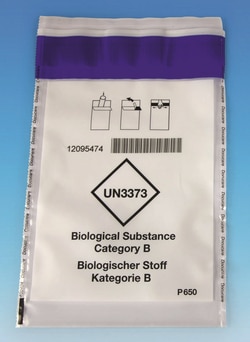 12095474
UN3373
Biological Substance
Category B
Biologischer Stoff
Kategorie B
P650